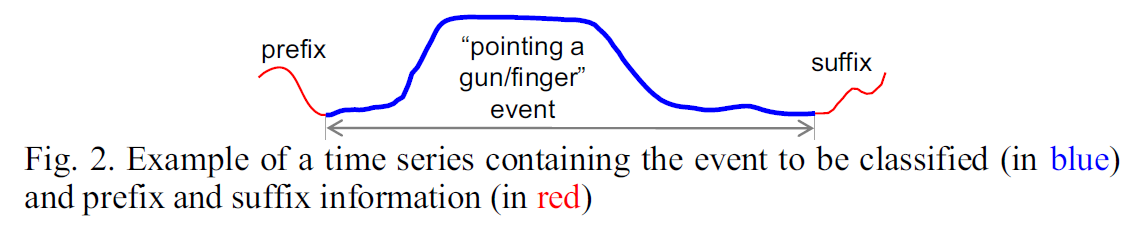 prefix
"pointing a
gun/finger"
event
suffix
Fig. 2. Example of a time series containing the event to be classified (in blue)
and prefix and suffix information (in red)